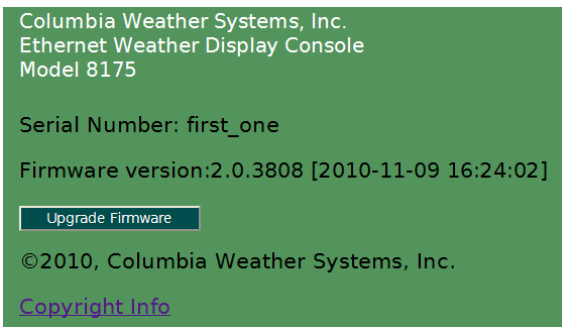 Columbia Weather Systems, Inc.
Ethernet Weather Display Console
Model 8175
Serial Number: first_one
Firmware version:2.0.3808 [2010-11-09 16:24:02]
Upgrade Firmware
©2010, Columbia Weather Systems, Inc.
Copyright Info